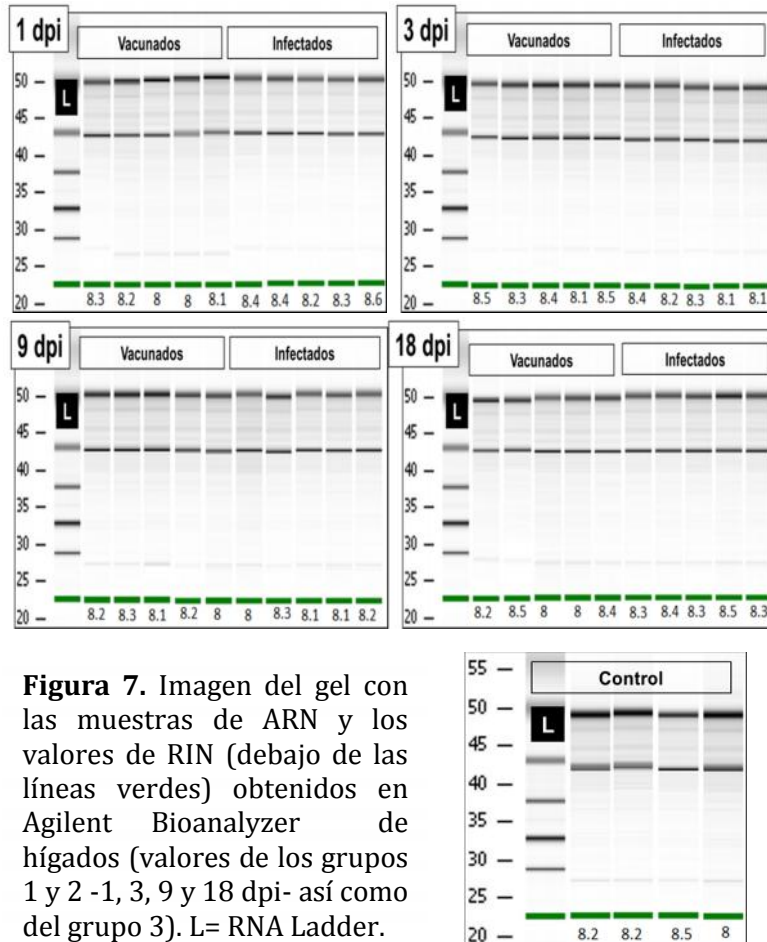 1 dpi
Vacunados Infectados
50
L
45
40
35
30
25
20
8.3 8.2 8 8 8.1 8.4 8.4 8.2 8.3 8.6
3 dpi
Vacunados Infectados
50
L
45
40
35
30
25
20
8.5 8.3 8.4 8.1 8.5 8.4 8.2 8.3 8.1 8.1
9 dpi
Vacunados Infectados
50
L
45
40
35
30
25
20
8.2 8.3 8.1 8.2 8 8 8.3 8.1 8.1 8.2
18 dpi
Vacunados Infectados
50
L
45
40
35
30
25
20
8.2 8.5 8 8 8.4 8.3 8.4 8.3 8.5 8.3
Figura 7. Imagen del gel con
las muestras de ARN y los
valores de RIN (debajo de las
líneas verdes) obtenidos en
Agilent Bioanalyzer de
hígados (valores de los grupos
1 y 2 -1, 3, 9 y 18 dpi- así como
del grupo 3). L= RNA Ladder.
Control
55
50
L
45
40
35
30
25
20
8.2 8.2 8.5 8